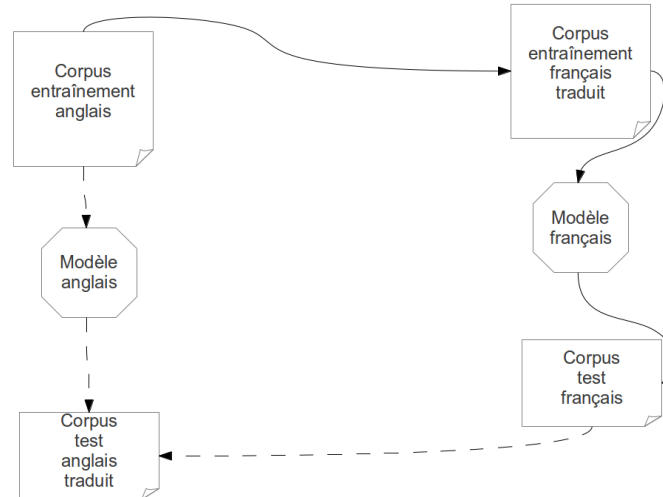 Corpus
entraînement
anglais
Corpus
entraînement
français
traduit
Modèle
anglais
Modèle
français
Corpus
test
français
Corpus
test
anglais
traduit